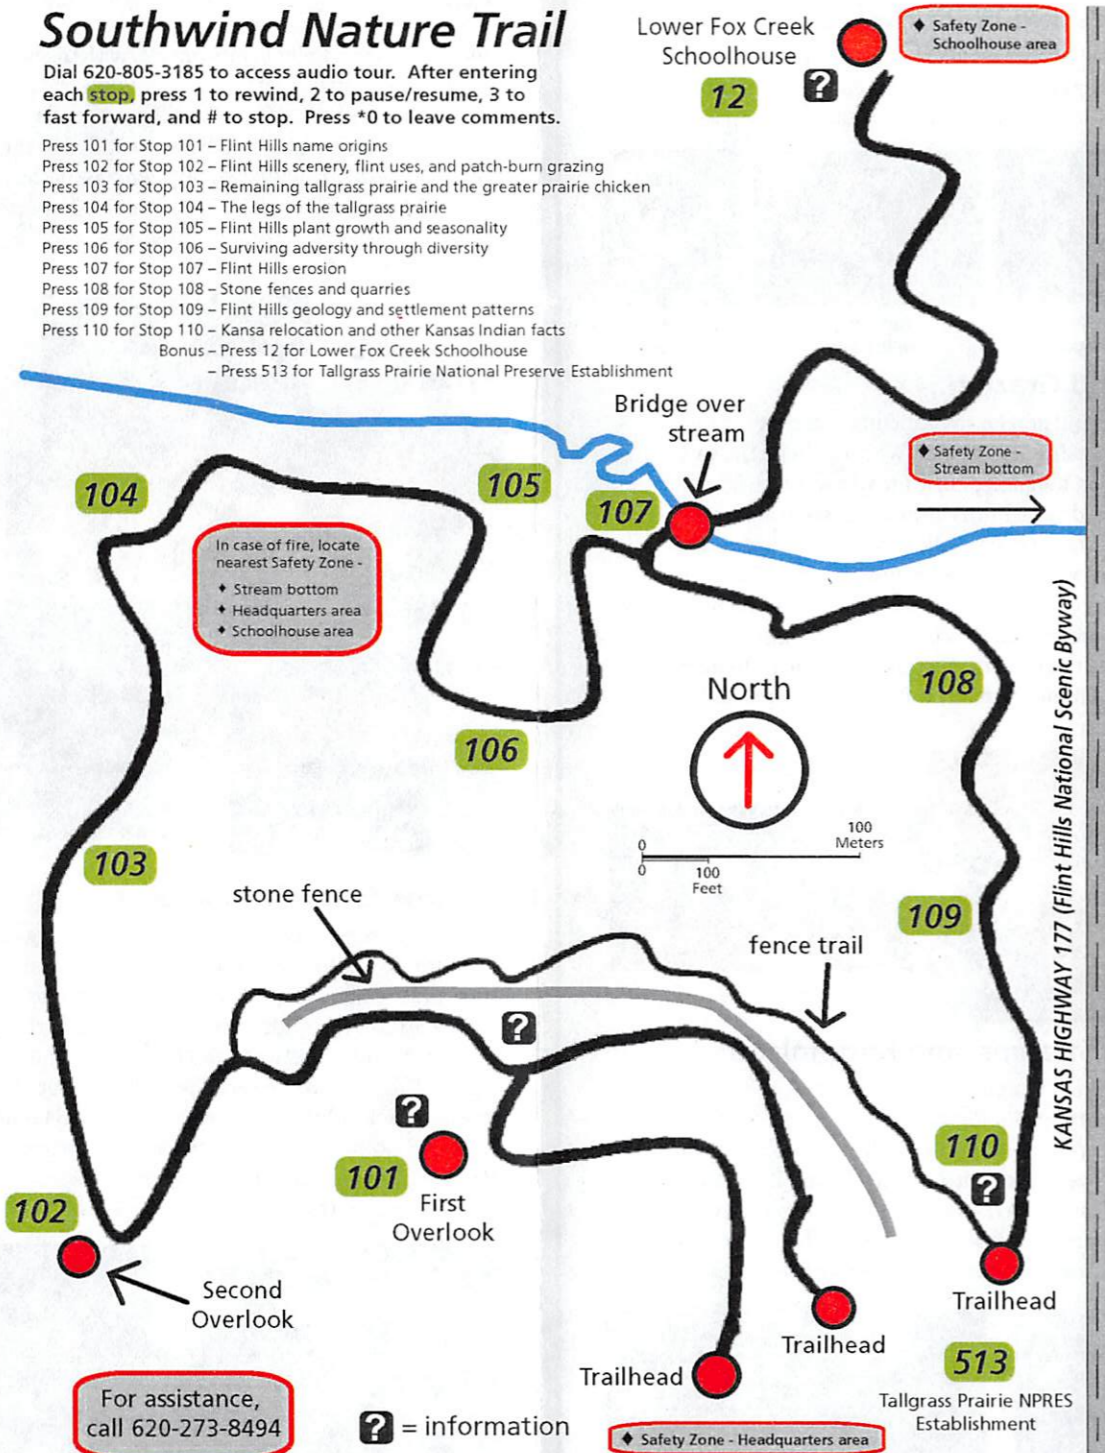 Southwind Nature Trail
Dial 620-805-3185 to access audio tour. After entering
each stop, press 1 to rewind, 2 to pause/resume, 3 to
fast forward, and # to stop. Press *0 to leave comments.
Press 101 for Stop 101 – Flint Hills name origins
Press 102 for Stop 102 – Flint Hills scenery, flint uses, and patch-burn grazing
Press 103 for Stop 103 – Remaining tallgrass prairie and the greater prairie chicken
Press 104 for Stop 104 – The legs of the tallgrass prairie
Press 105 for Stop 105 – Flint Hills plant growth and seasonality
Press 106 for Stop 106 – Surviving adversity through diversity
Press 107 for Stop 107 – Flint Hills erosion
Press 108 for Stop 108 – Stone fences and quarries
Press 109 for Stop 109 – Flint Hills geology and settlement patterns
Press 110 for Stop 110 – Kansa relocation and other Kansas Indian facts
Bonus – Press 12 for Lower Fox Creek Schoolhouse
– Press 513 for Tallgrass Prairie National Preserve Establishment
Lower Fox Creek
Schoolhouse
12
?
♦ Safety Zone -
Schoolhouse area
Bridge over
stream
♦ Safety Zone -
Stream bottom
104
105
107
In case of fire, locate
nearest Safety Zone -
♦ Stream bottom
♦ Headquarters area
♦ Schoolhouse area
108
North
106
0
100
Meters
0
100
Feet
103
109
stone fence
fence trail
KANSAS HIGHWAY 177 (Flint Hills National Scenic Byway)
?
?
101
First
Overlook
110
?
102
Second
Overlook
Trailhead
Trailhead
Trailhead
513
Tallgrass Prairie NPRES
Establishment
For assistance,
call 620-273-8494
? = information
♦ Safety Zone - Headquarters area